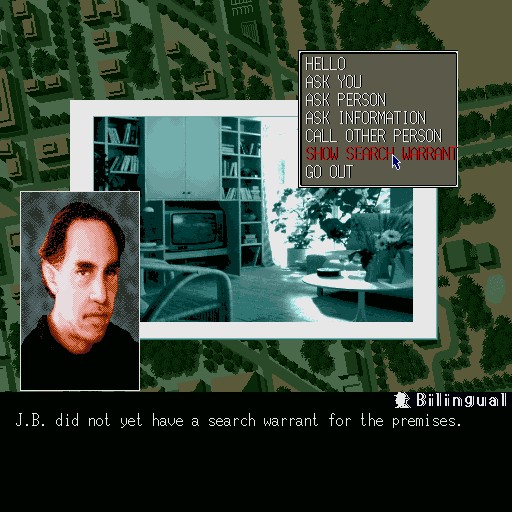 HELLO
ASK YOU
ASK PERSON
ASK INFORMATION
CALL OTHER PERSON
SHOW SEARCH WARRANT
GO OUT
Bilingual
J.B. did not yet have a search warrant for the premises.